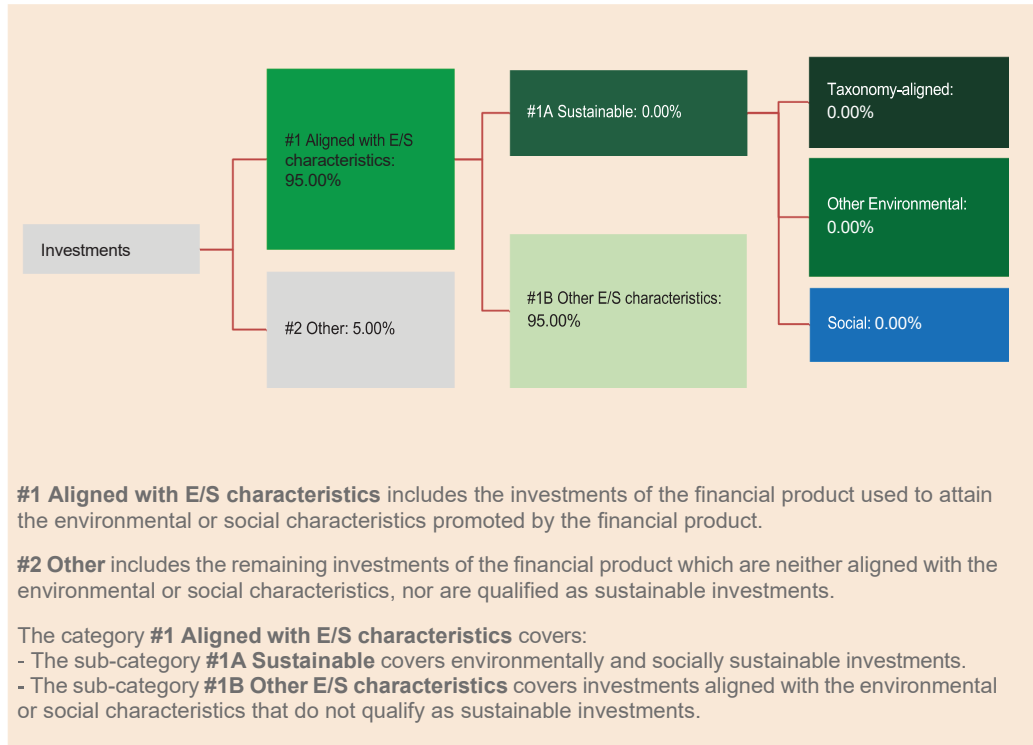 Investments
#1 Aligned with E/S
characteristics:
95.00%
#2 Other: 5.00%
#1A Sustainable: 0.00%
#1B Other E/S characteristics:
95.00%
Taxonomy-aligned:
0.00%
Other Environmental:
0.00%
Social: 0.00%
#1 Aligned with E/S characteristics includes the investments of the financial product used to attain
the environmental or social characteristics promoted by the financial product.
#2 Other includes the remaining investments of the financial product which are neither aligned with the
environmental or social characteristics, nor are qualified as sustainable investments.
The category #1 Aligned with E/S characteristics covers:
- The sub-category #1A Sustainable covers environmentally and socially sustainable investments.
- The sub-category #1B Other E/S characteristics covers investments aligned with the environmental
or social characteristics that do not qualify as sustainable investments.